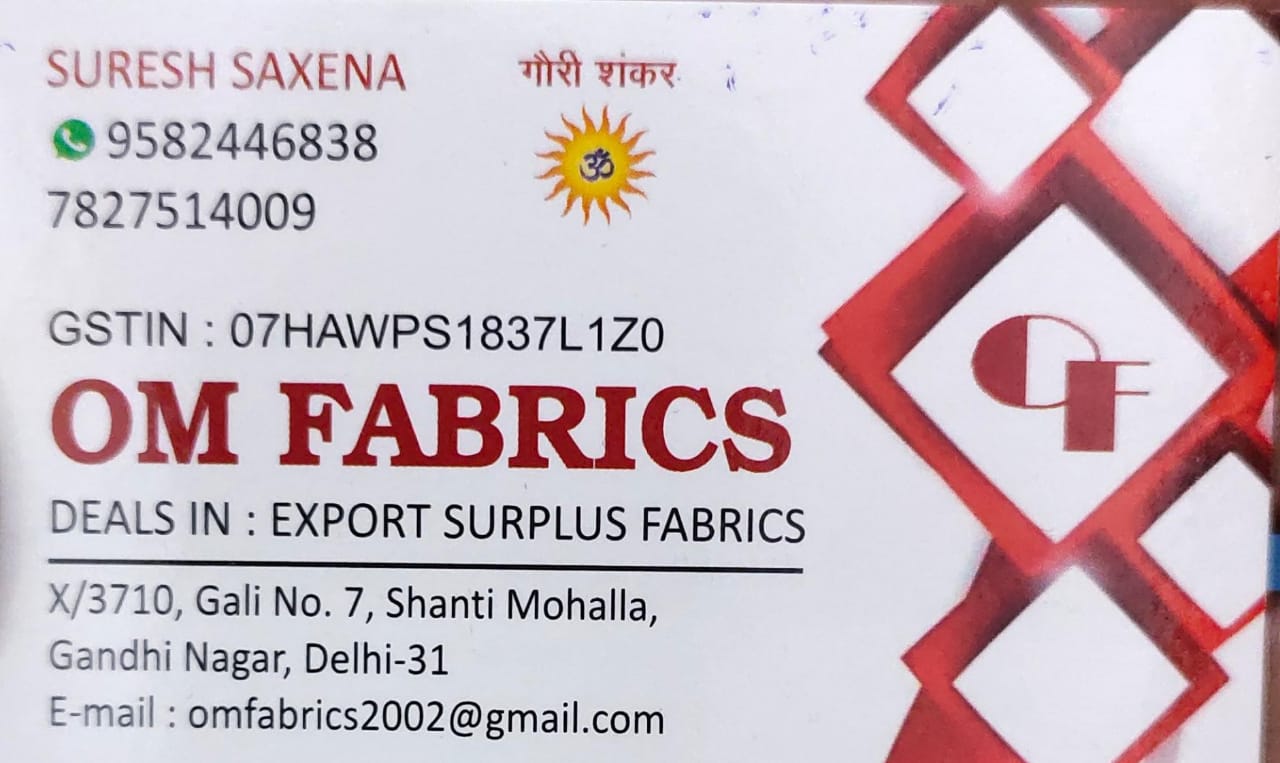 SURESH SAXENA
9582446838
7827514009
गौरी शंकर
ॐ
GSTIN : 07HAWPS1837L1Z0
OM FABRICS
DEALS IN : EXPORT SURPLUS FABRICS
X/3710, Gali No. 7, Shanti Mohalla,
Gandhi Nagar, Delhi-31
E-mail : omfabrics2002@gmail.com
OF